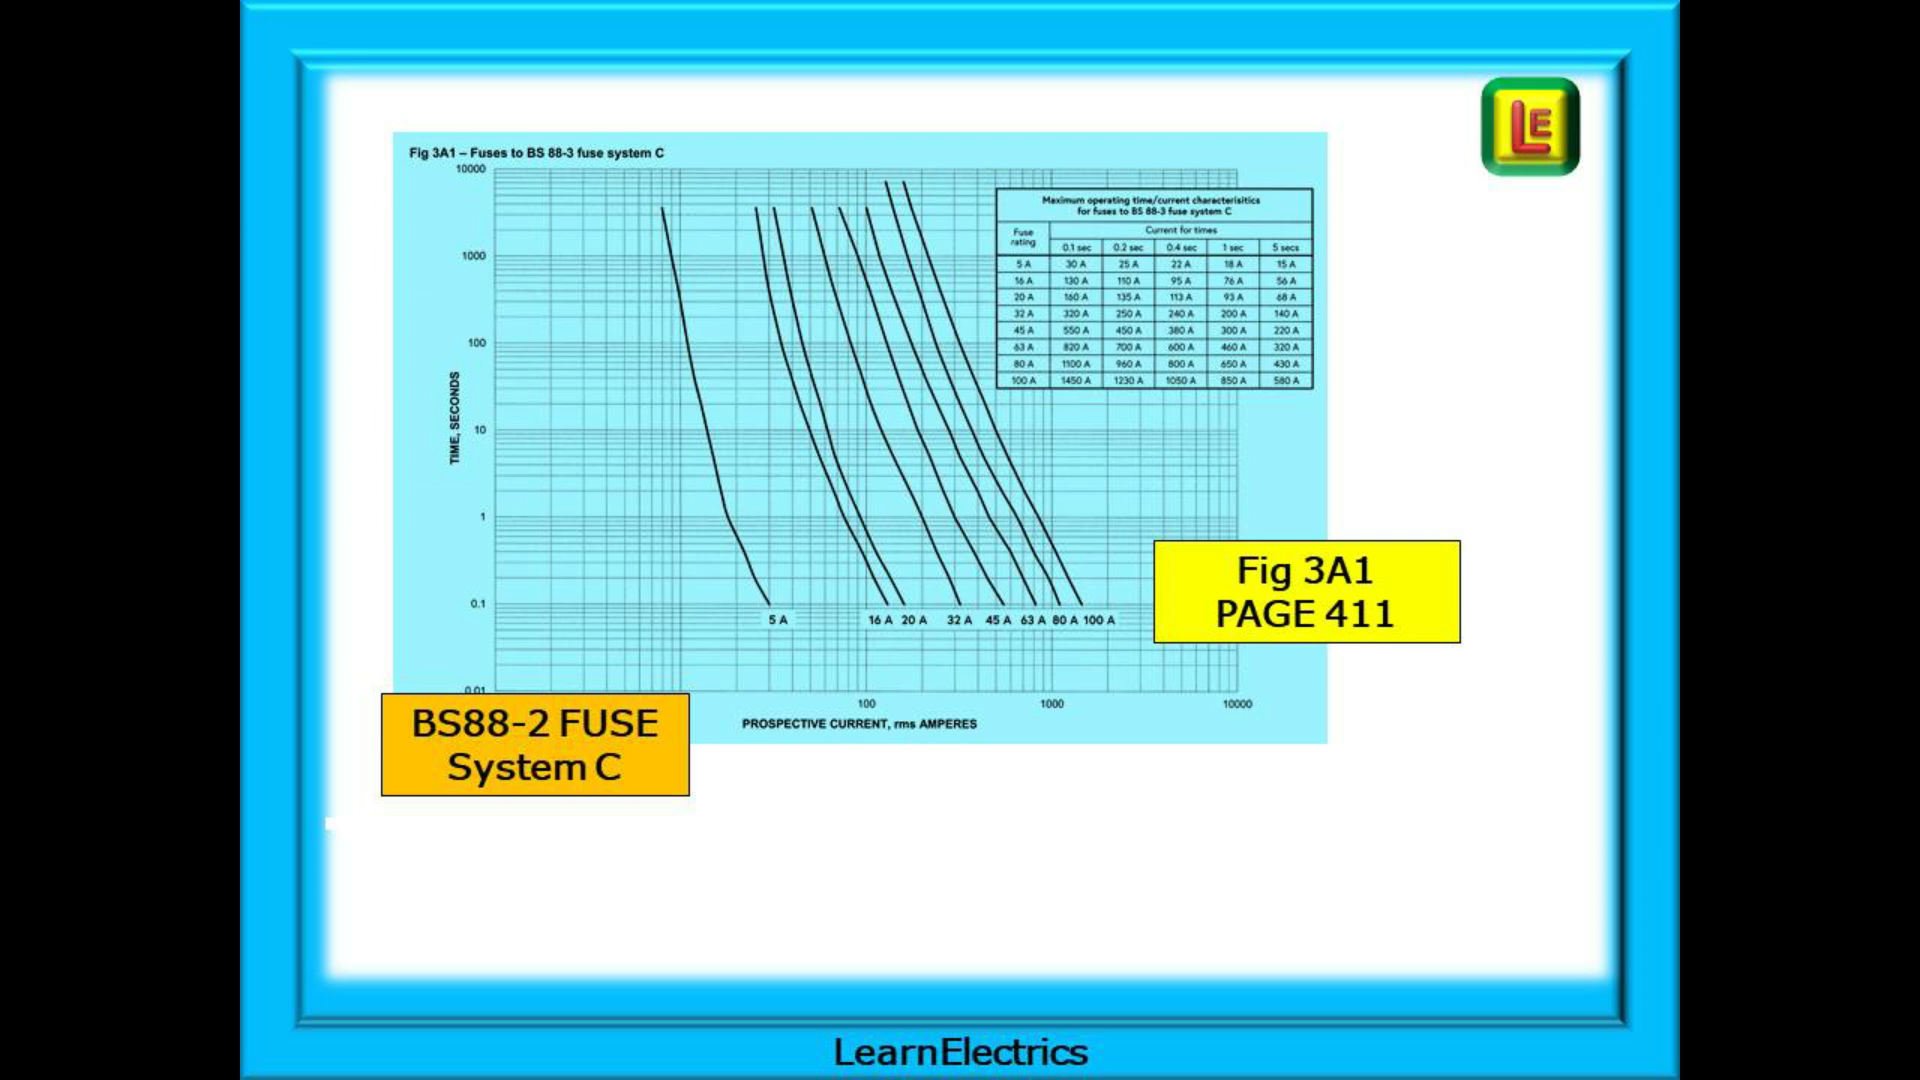 LE
Fig 3A1 – Fuses to BS 88-3 fuse system C
10000
1000
100
10
1
0.1
0.01
TIME, SECONDS
Maximum operating time/current characterisitics
for fuses to BS 88-3 fuse system C
Fuse rating Current for times
0.1 sec 0.2 sec 0.4 sec 1 sec 5 secs
5 A 30 A 25 A 22 A 18 A 15 A
16 A 130 A 110 A 95 A 76 A 56 A
20 A 160 A 135 A 113 A 93 A 68 A
32 A 320 A 250 A 240 A 200 A 140 A
45 A 550 A 450 A 380 A 300 A 220 A
63 A 820 A 700 A 600 A 460 A 320 A
80 A 1100 A 960 A 800 A 650 A 430 A
100 A 1450 A 1230 A 1050 A 850 A 580 A
5 A 16 A 20 A 32 A 45 A 63 A 80 A 100 A
100 1000 10000
PROSPECTIVE CURRENT, rms AMPERES
Fig 3A1
PAGE 411
BS88-2 FUSE
System C
LearnElectrics